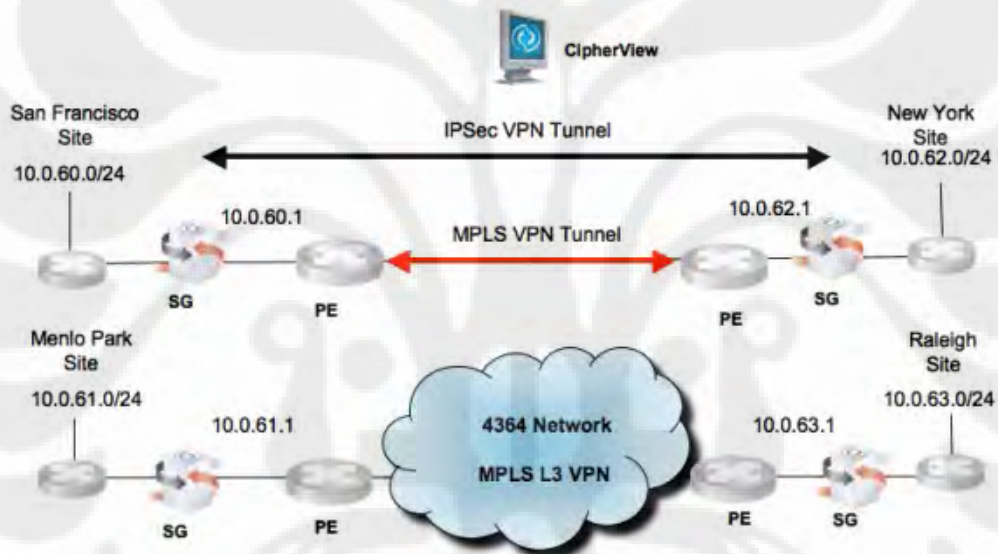 CipherView
San Francisco
Site
10.0.60.0/24
IPSec VPN Tunnel
New York
Site
10.0.62.0/24
10.0.60.1
MPLS VPN Tunnel
10.0.62.1
SG
PE
PE
SG
Menlo Park
Site
10.0.61.0/24
10.0.61.1
4364 Network
MPLS L3 VPN
10.0.63.1
Raleigh
Site
10.0.63.0/24
SG
PE
PE
SG